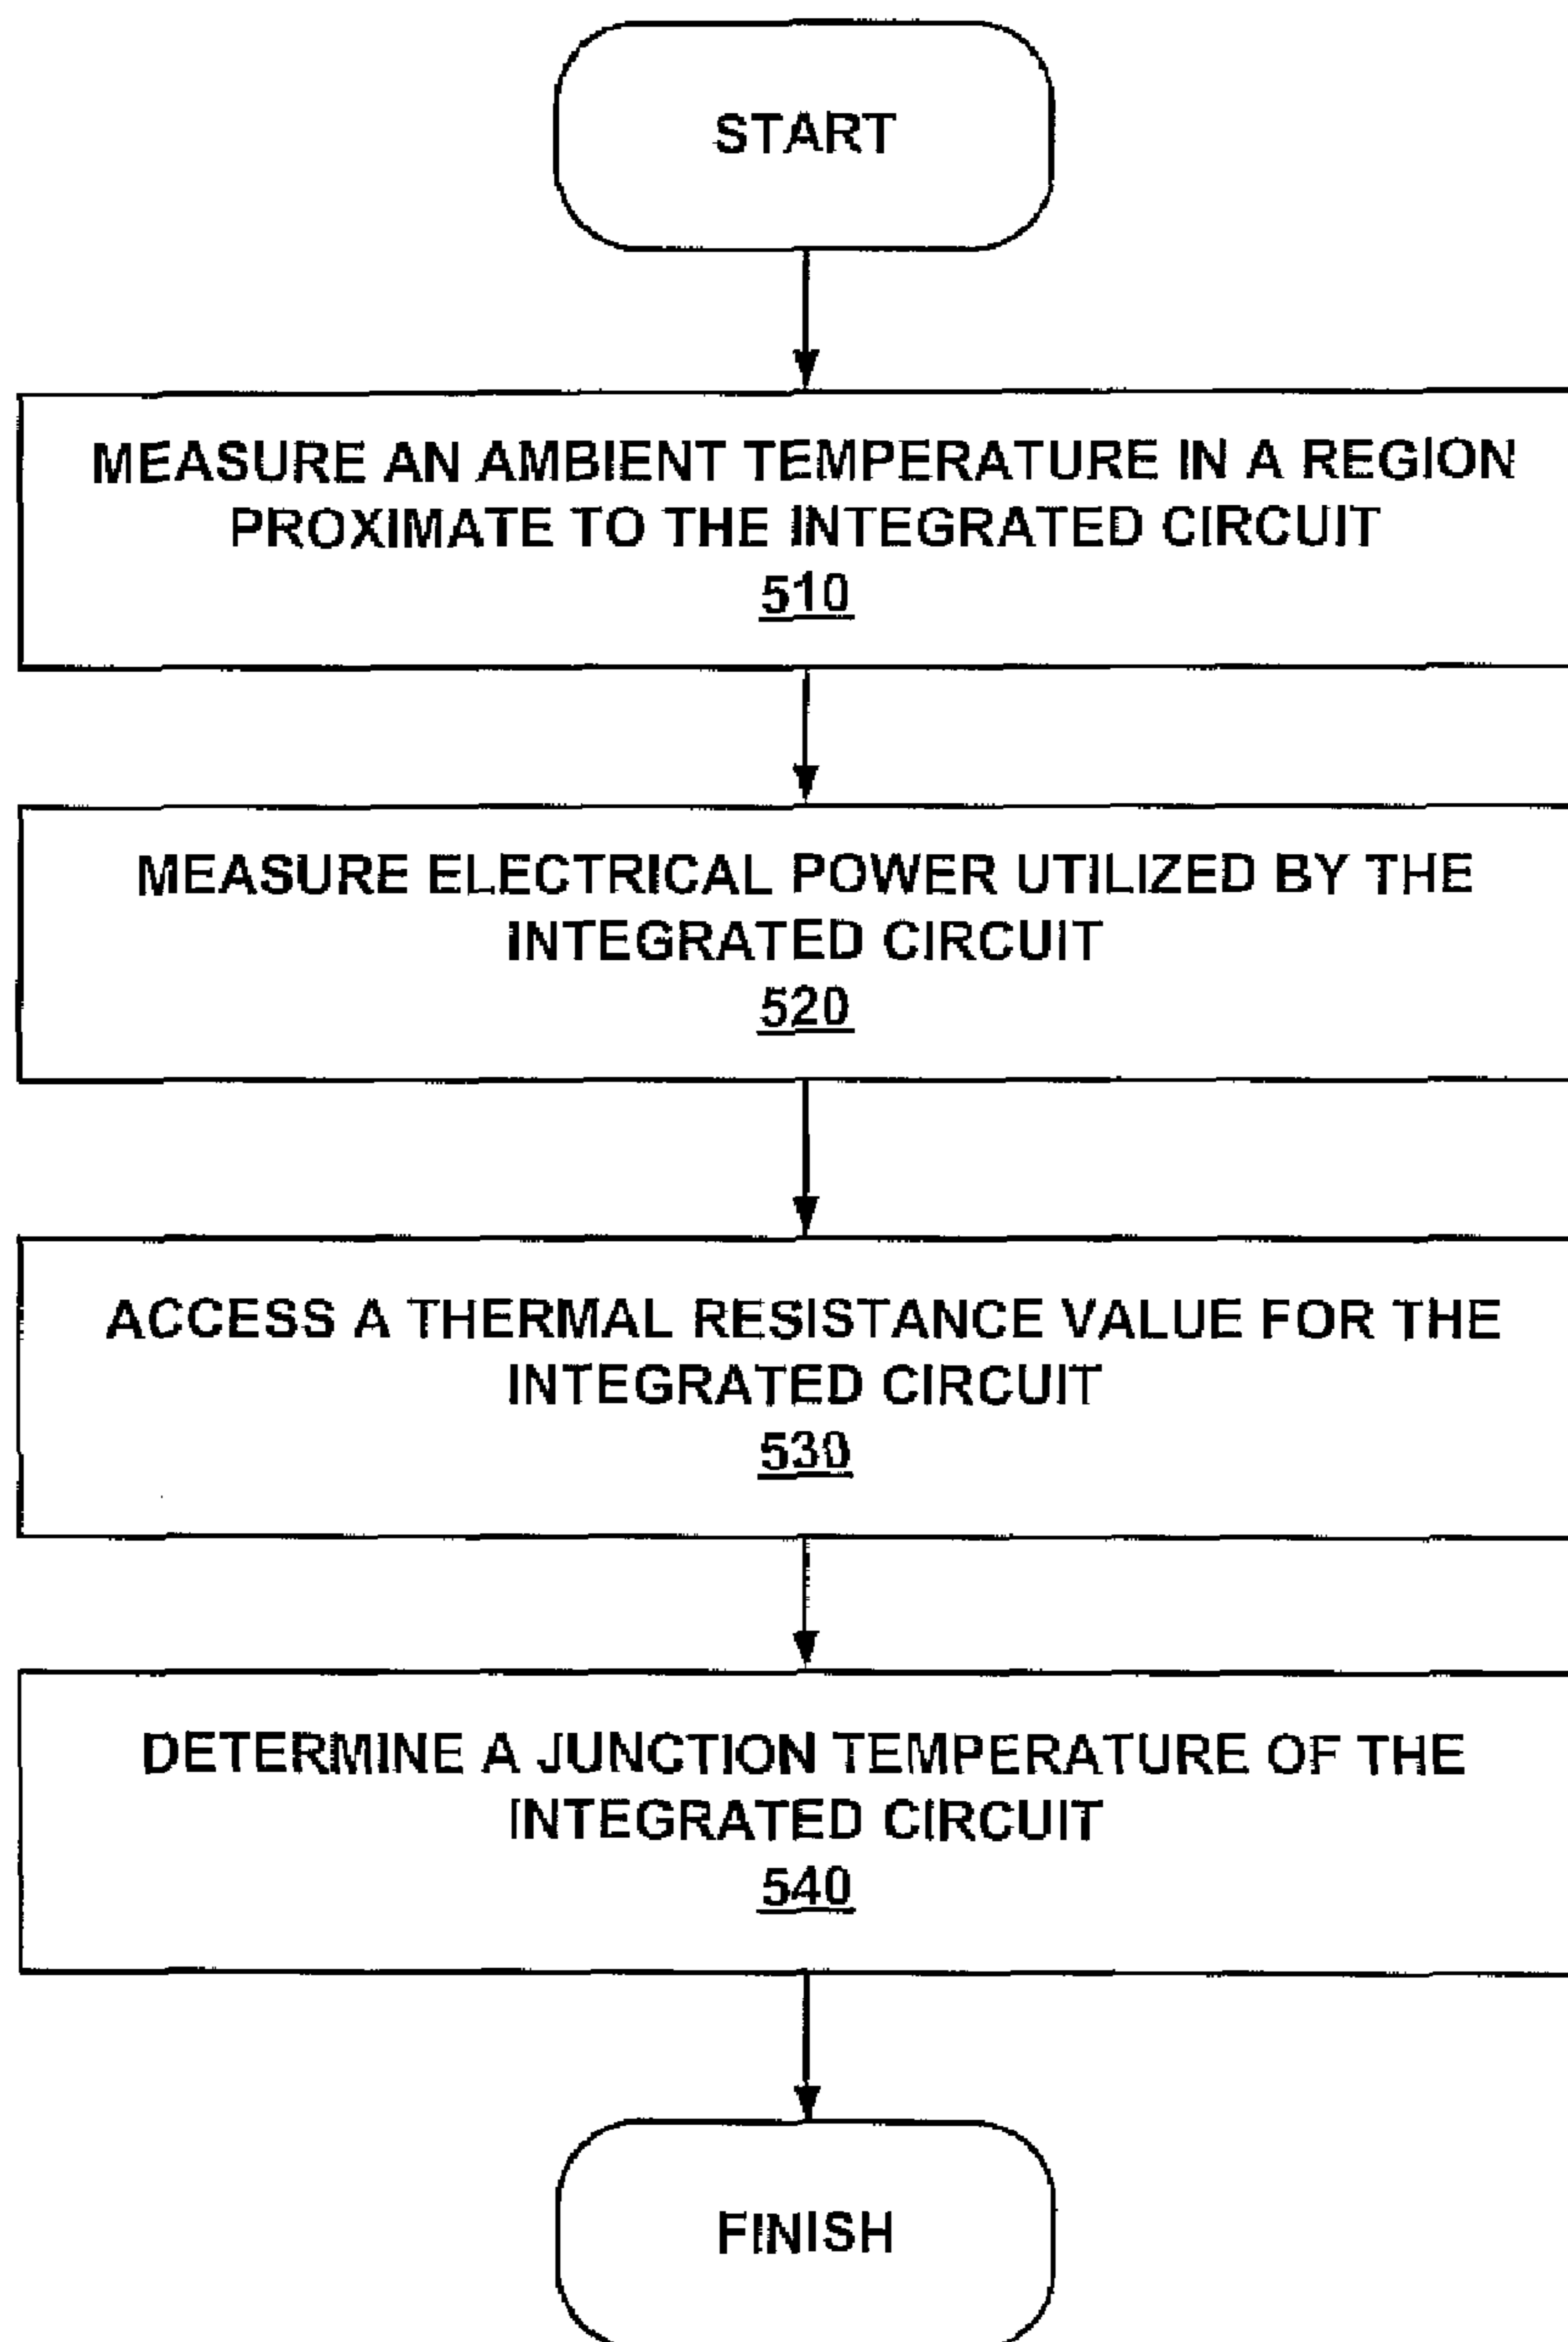 START
MEASURE AN AMBIENT TEMPERATURE IN A REGION
PROXIMATE TO THE INTEGRATED CIRCUIT
510
MEASURE ELECTRICAL POWER UTILIZED BY THE
INTEGRATED CIRCUIT
520
ACCESS A THERMAL RESISTANCE VALUE FOR THE
INTEGRATED CIRCUIT
530
DETERMINE A JUNCTION TEMPERATURE OF THE
INTEGRATED CIRCUIT
540
FINISH